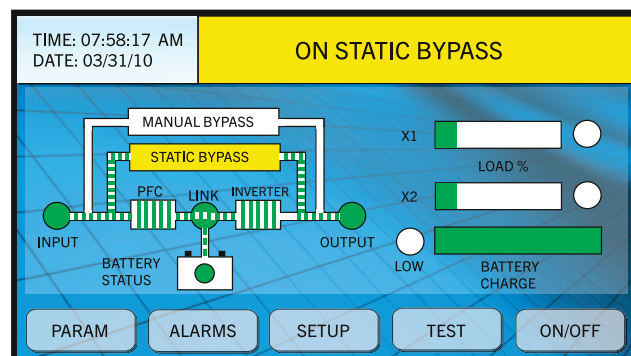 TIME: 07:58:17 AM
DATE: 03/31/10
ON STATIC BYPASS
MANUAL BYPASS
STATIC BYPASS
PFC
LINK
INVERTER
INPUT
OUTPUT
BATTERY
STATUS
X1
LOAD %
X2
LOW
BATTERY
CHARGE
PARAM
ALARMS
SETUP
TEST
ON/OFF